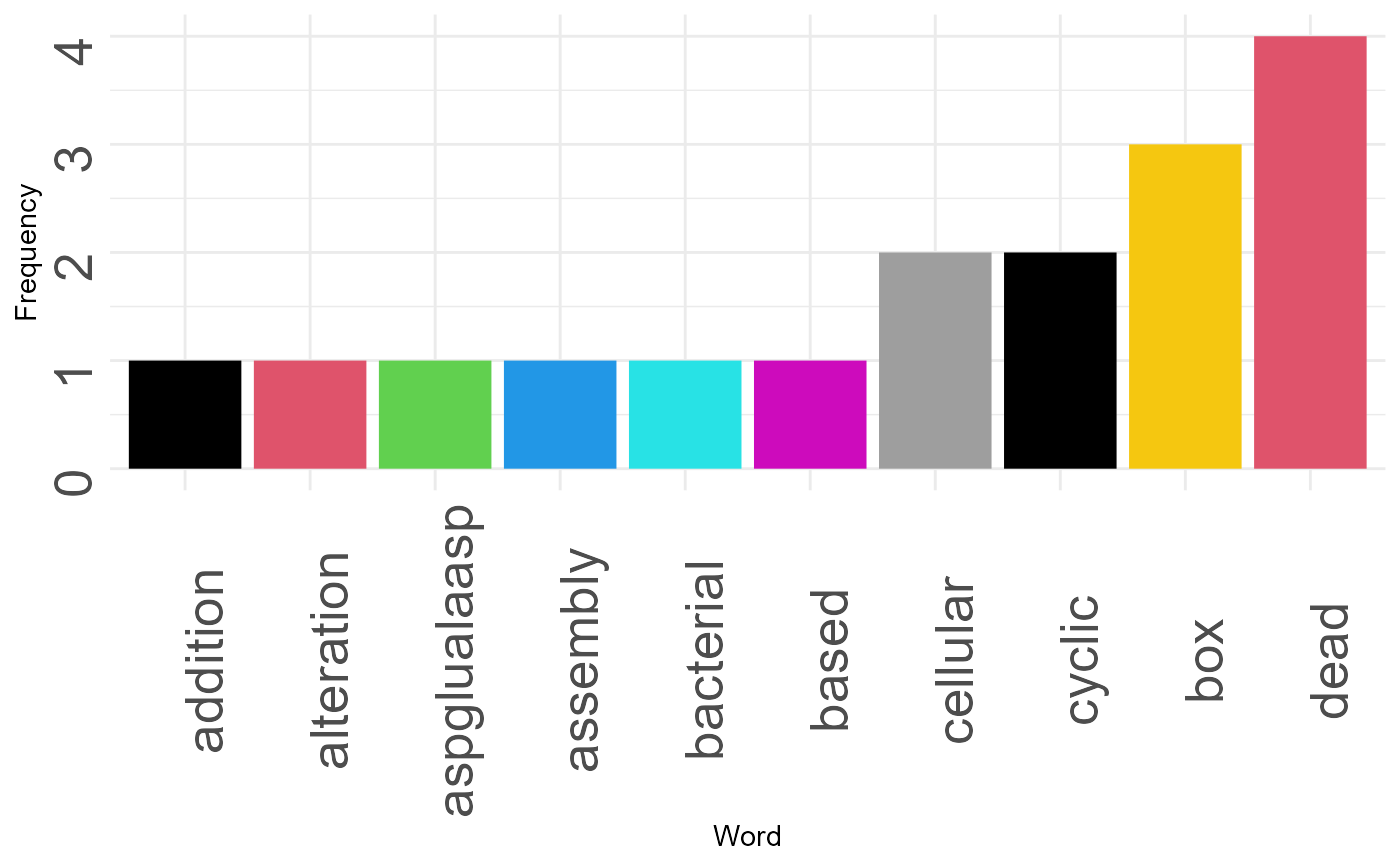 Frequency
4
3
2
1
0
addition
alteration
aspglualaasp
assembly
bacterial
based
cellular
cyclic
box
dead
Word